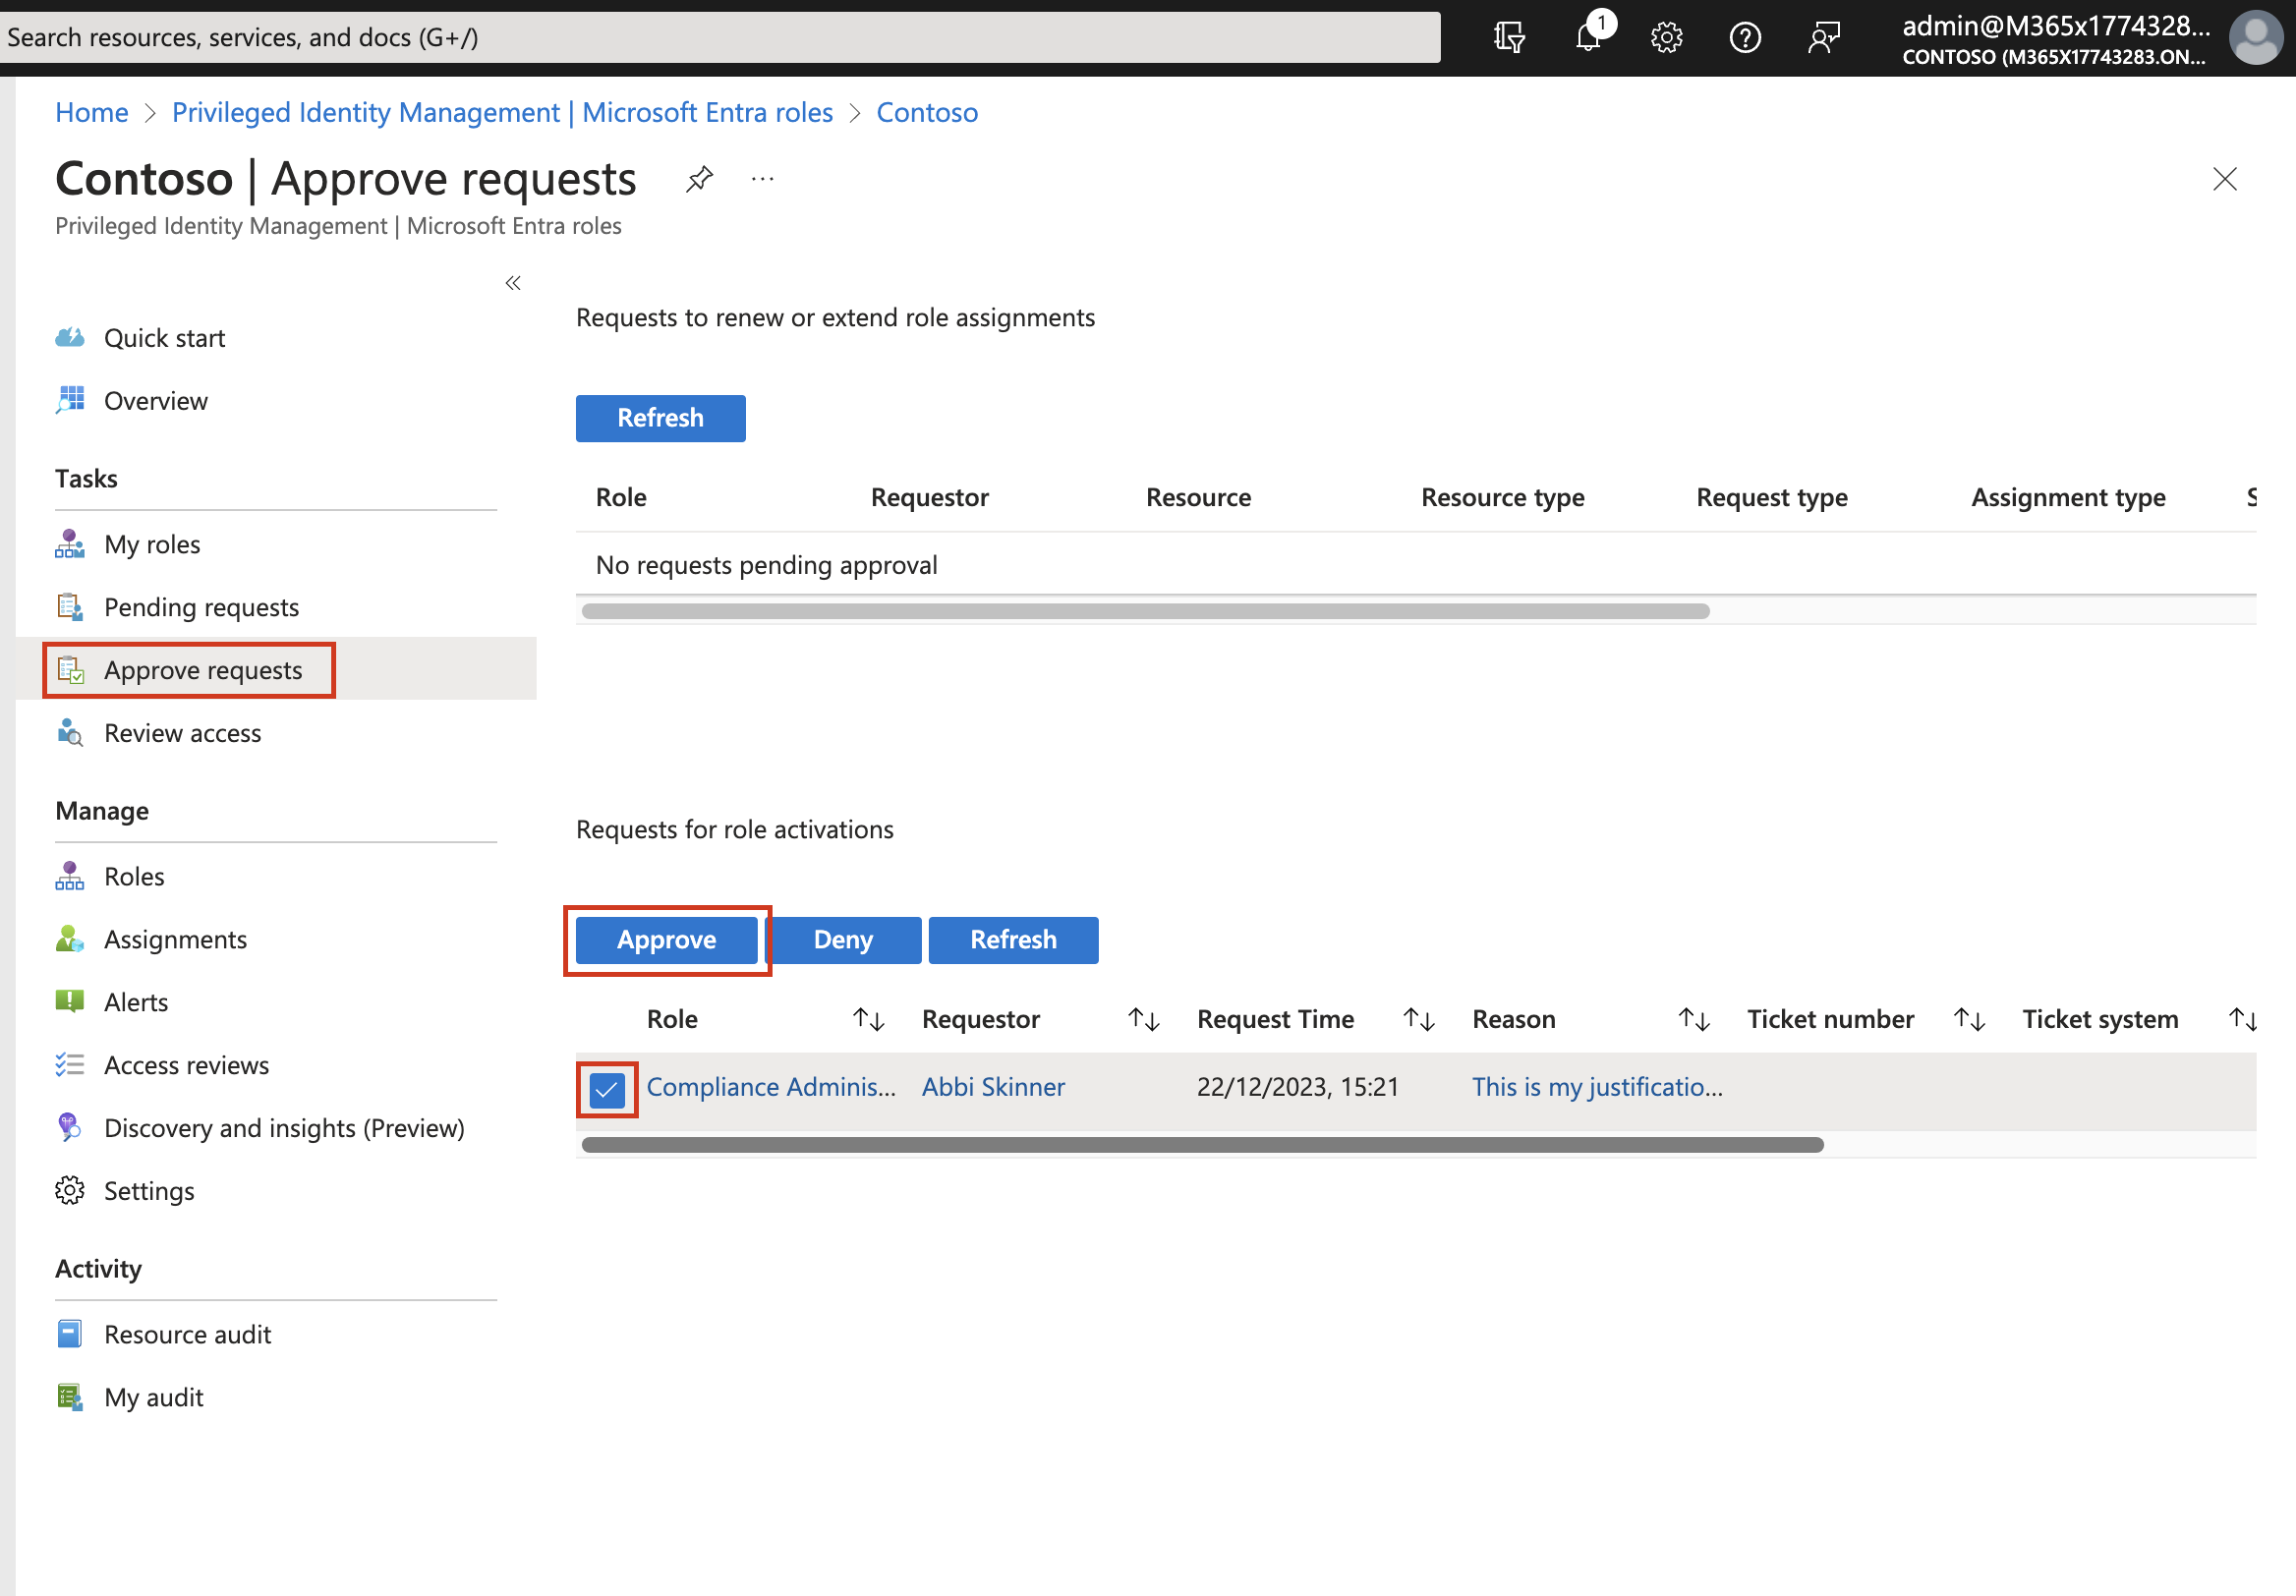 Search resources, services, and docs (G+/)
1
admin@M365x1774328...
CONTOSO (M365X17743283.ON...
Home > Privileged Identity Management | Microsoft Entra roles > Contoso
Contoso | Approve requests ...
Privileged Identity Management | Microsoft Entra roles
Quick start
Overview
Tasks
My roles
Pending requests
Approve requests
Review access
Manage
Roles
Assignments
Alerts
Access reviews
Discovery and insights (Preview)
Settings
Activity
Resource audit
My audit
Requests to renew or extend role assignments
Refresh
Role Requestor Resource Resource type Request type Assignment type
No requests pending approval
Requests for role activations
Approve Deny Refresh
Role Requestor Request Time Reason Ticket number Ticket system
Compliance Adminis... Abbi Skinner 22/12/2023, 15:21 This is my justificatio...